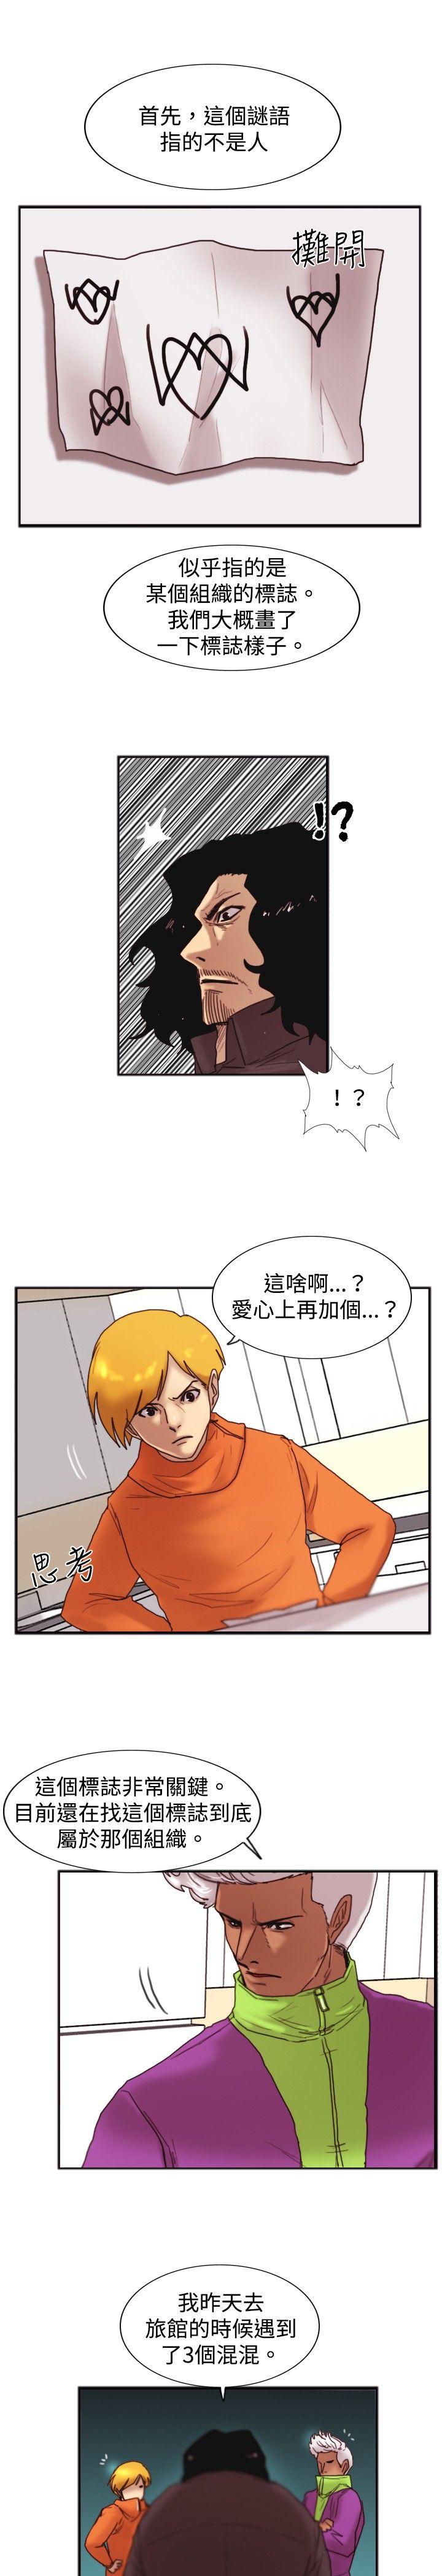 首先，這個謎語
指的不是人
攤開
似乎指的是
某個組織的標誌。
我們大概畫了
一下標誌樣子。
!?
！？
這啥啊...？
愛心上再加個...？
思考
這個標誌非常關鍵。
目前還在找這個標誌到底
屬於那個組織。
我昨天去
旅館的時候遇到
了3個混混。